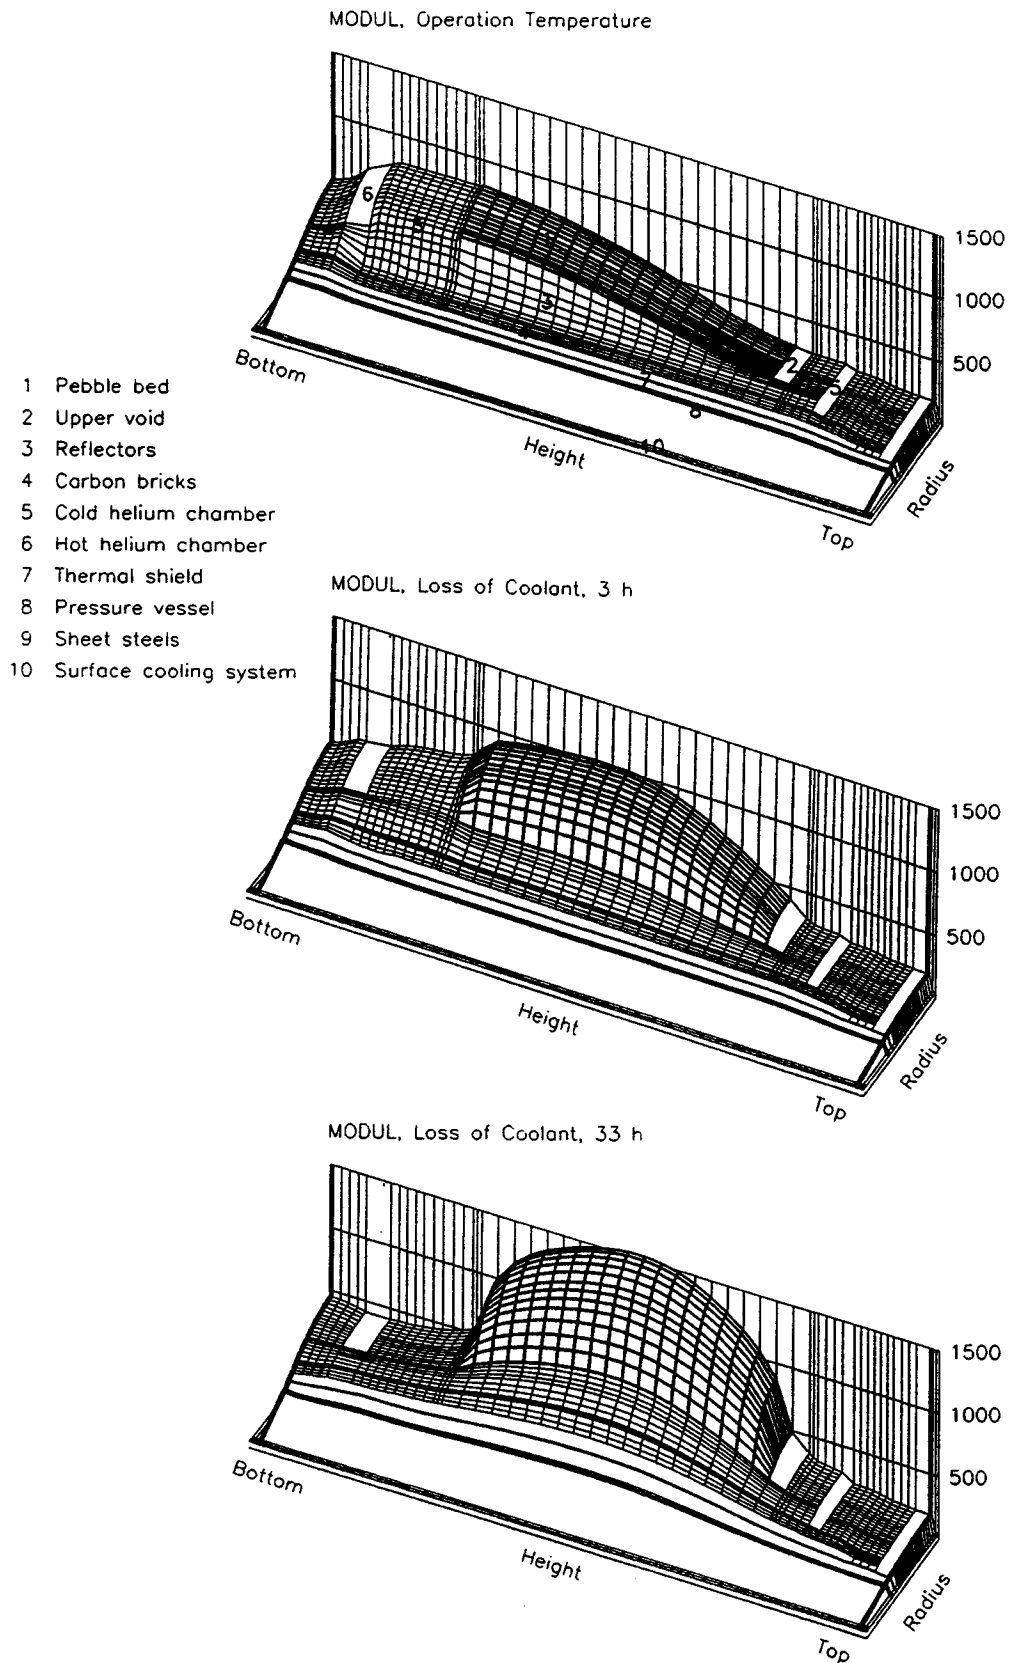 MODUL, Operation Temperature
6
3
2
5
7
8
10
1500
1000
500
Bottom
Height
Top
Radius
1 Pebble bed
2 Upper void
3 Reflectors
4 Carbon bricks
5 Cold helium chamber
6 Hot helium chamber
7 Thermal shield
8 Pressure vessel
9 Sheet steels
10 Surface cooling system
MODUL, Loss of Coolant, 3 h
1500
1000
500
Bottom
Height
Top
Radius
MODUL, Loss of Coolant, 33 h
1500
1000
500
Bottom
Height
Top
Radius